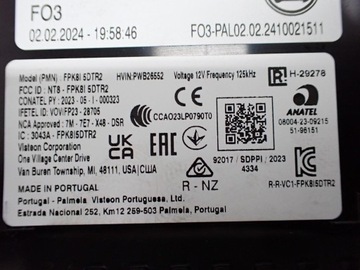 FO3
02.02.2024 - 19:58:46
FO3-PAL02.02.2410021511
Model (PMN) : FPK8I5DTR2
HVIN:PWB26552
Voltage 12V Frequency 125kHz
H-29278
FCC ID : NT8 - FPK8I5DTR2
CONATEL PY : 2023 - 05 - I - 000323
IFETEL: VOVIFP23 - 28705
NCA Approved : 7M - 7E7 - X48 - D5R
IC : 3043A - FPK8I5DTR2
CCAO23LP0790T0
ANATEL
08004-23-09215
51-96151
Visteon Corporation
One Village Center Drive
Van Buren Township, MI, 48111, USA/США
UK
CA
EAC
92017 / SDPPI / 2023
4334
MADE IN PORTUGAL
R - NZ
R-R-VC1-FPK8I5DTR2
Portugal - Palmela Visteon Portuguesa, Ltd.
Estrada Nacional 252, Km12 269-503 Palmela, Portugal